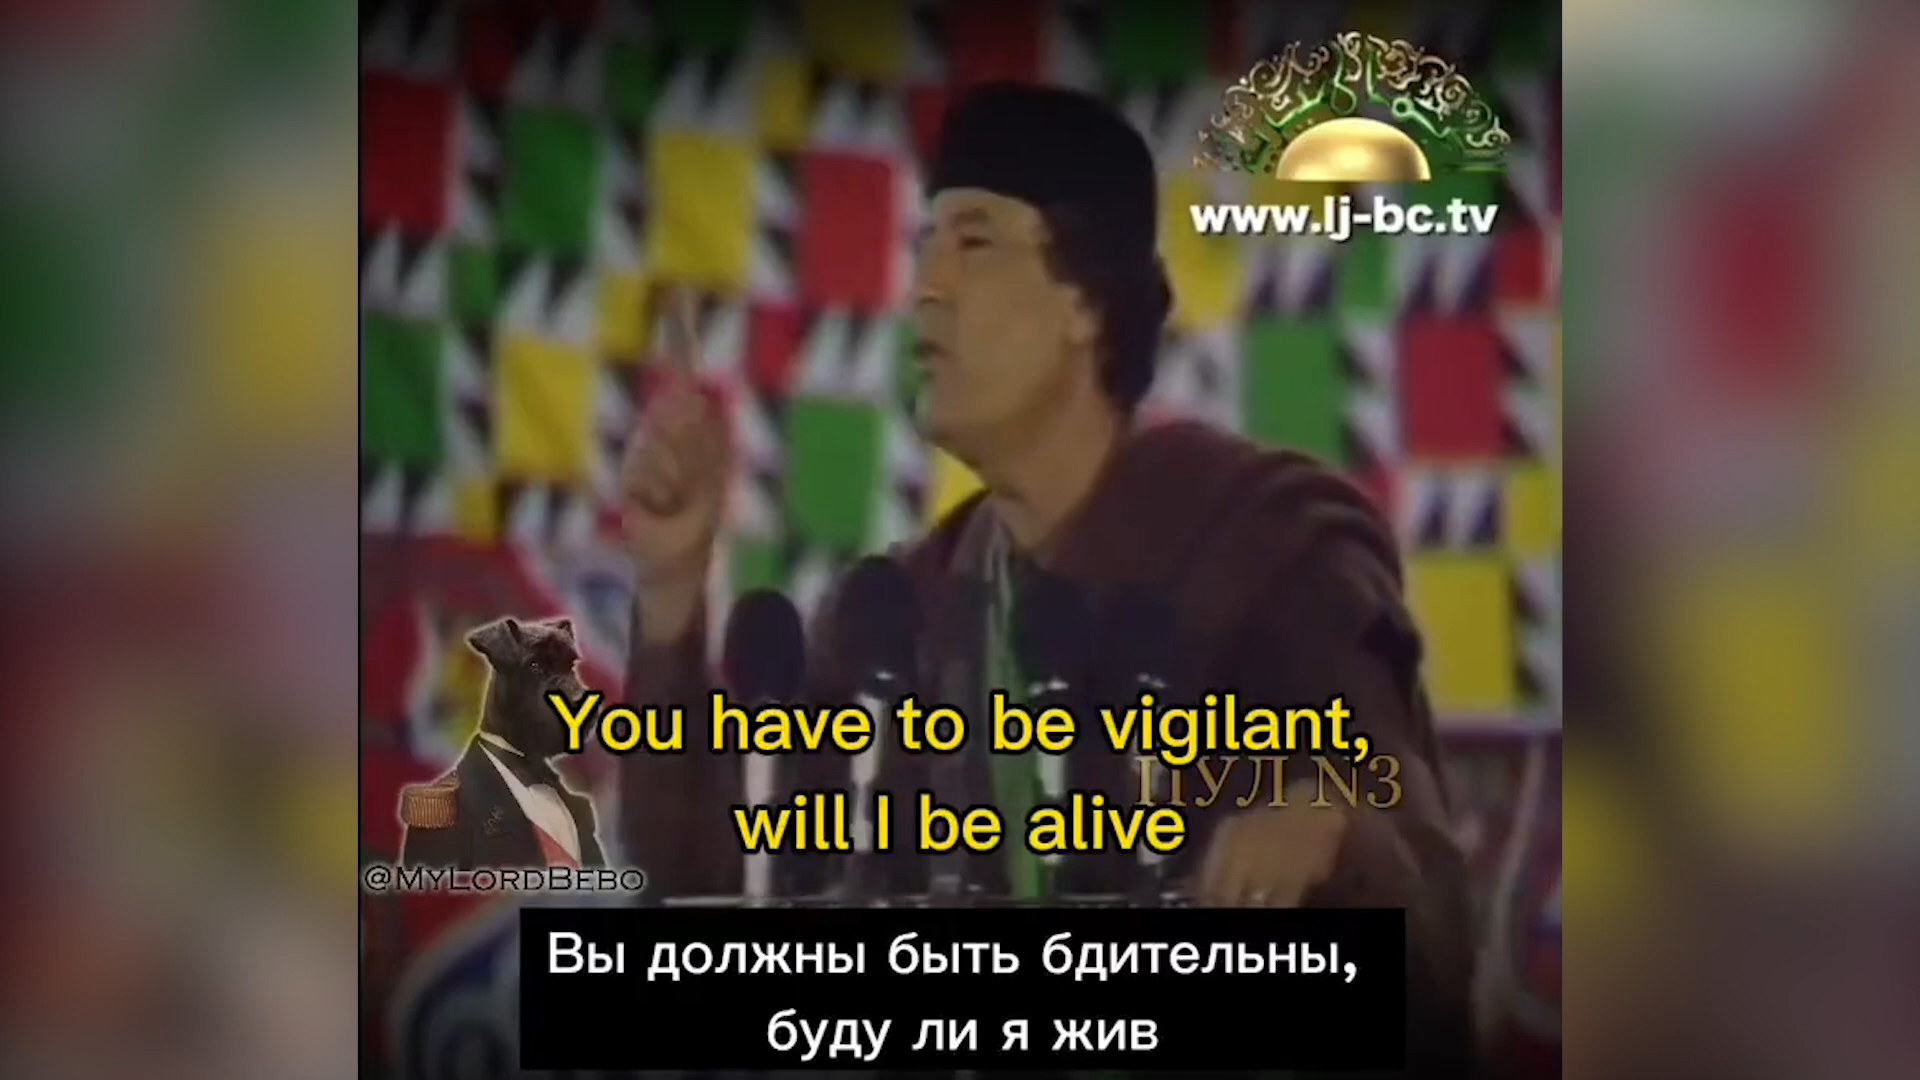 www.lj-bc.tv
You have to be vigilant,
ПУЛ N3
will I be alive
@MyLordBebo
Вы должны быть бдительны,
буду ли я жив